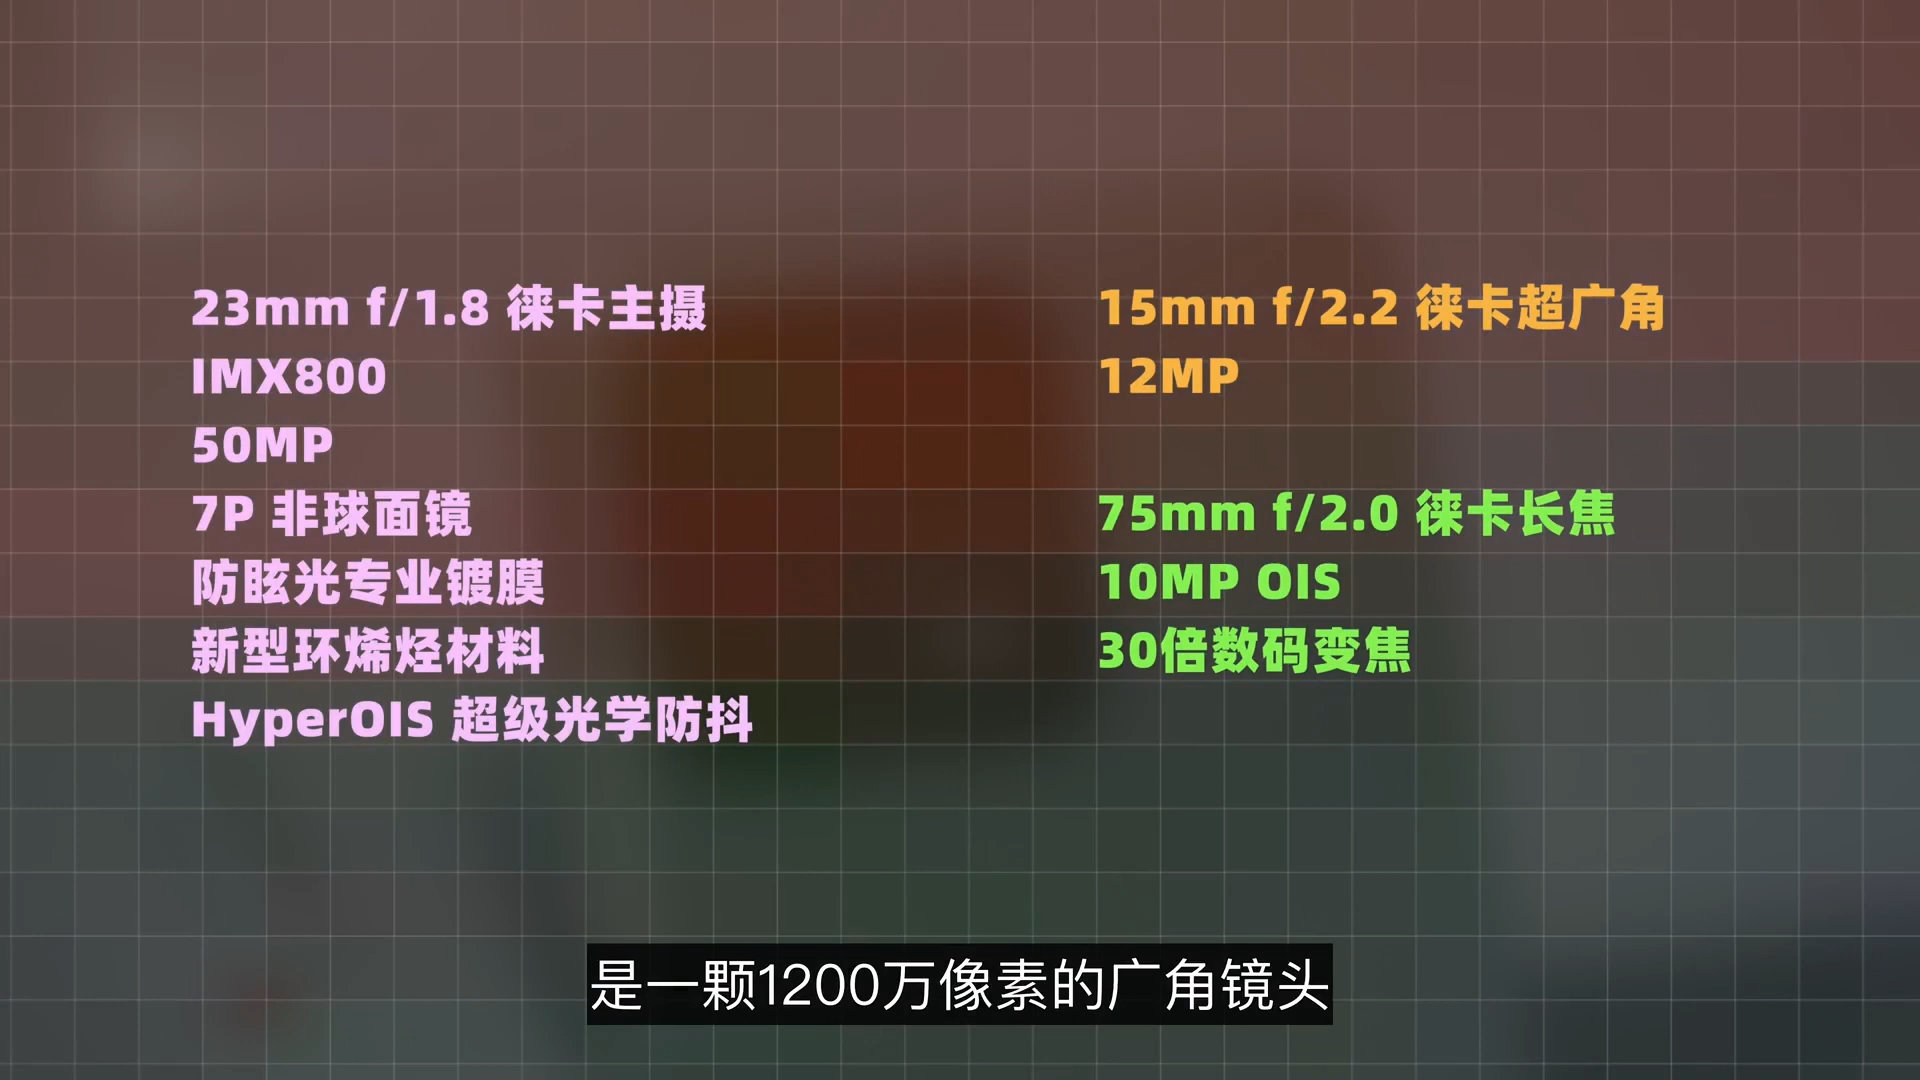 23mm f/1.8 徕卡主摄
IMX800
50MP
7P 非球面镜
防眩光专业镀膜
新型环烯烃材料
HyperOIS 超级光学防抖
15mm f/2.2 徕卡超广角
12MP
75mm f/2.0 徕卡长焦
10MP OIS
30倍数码变焦
是一颗1200万像素的广角镜头